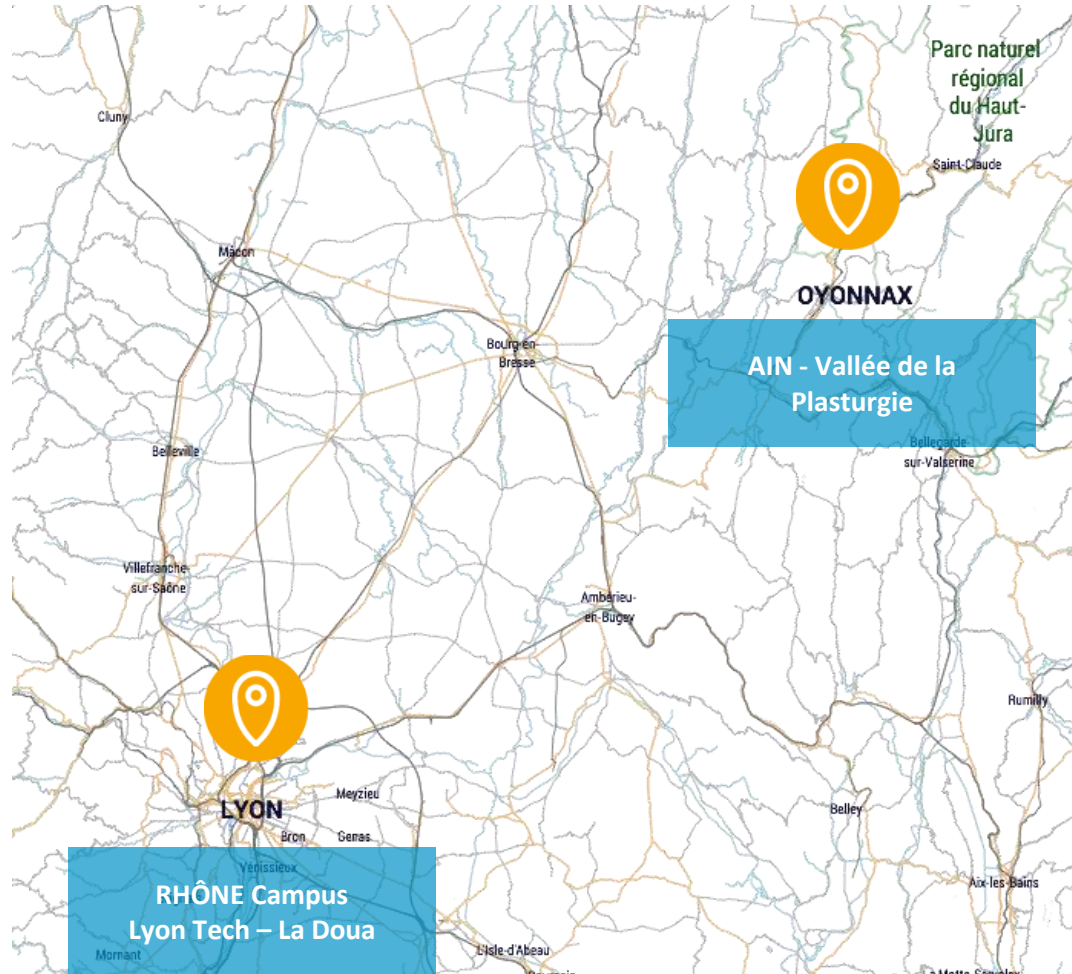 Parc naturel
régional
du Haut-
Jura
Cluny
Saint-Claude
Mâcon
OYONNAX
Bourg-en-
Bresse
AIN - Vallée de la
Plasturgie
Belleville
Bellegarde-
sur-Valserine
Villefranche-
sur-Saône
Ambérieu-
en-Bugey
Rumilly
Meyzieu
LYON
Belley
Bron
Genas
Vénissieux
Aix-les-Bains
RHÔNE Campus
Lyon Tech – La Doua
Mornant
L'Isle-d'Abeau